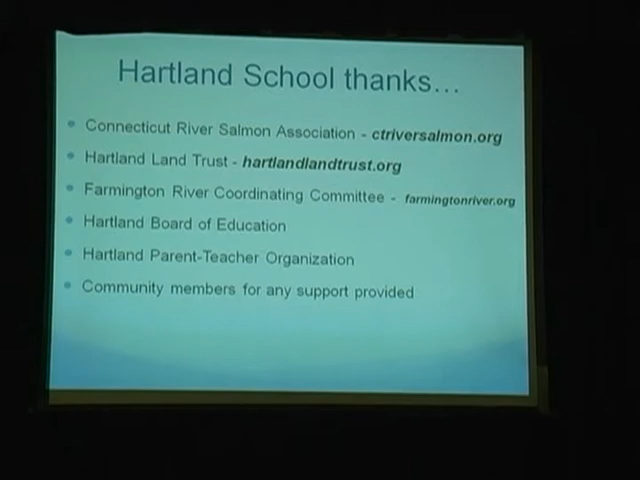 Hartland School thanks...
Connecticut River Salmon Association - ctriversalmon.org
Hartland Land Trust - hartlandlandtrust.org
Farmington River Coordinating Committee - farmingtonriver.org
Hartland Board of Education
Hartland Parent-Teacher Organization
Community members for any support provided